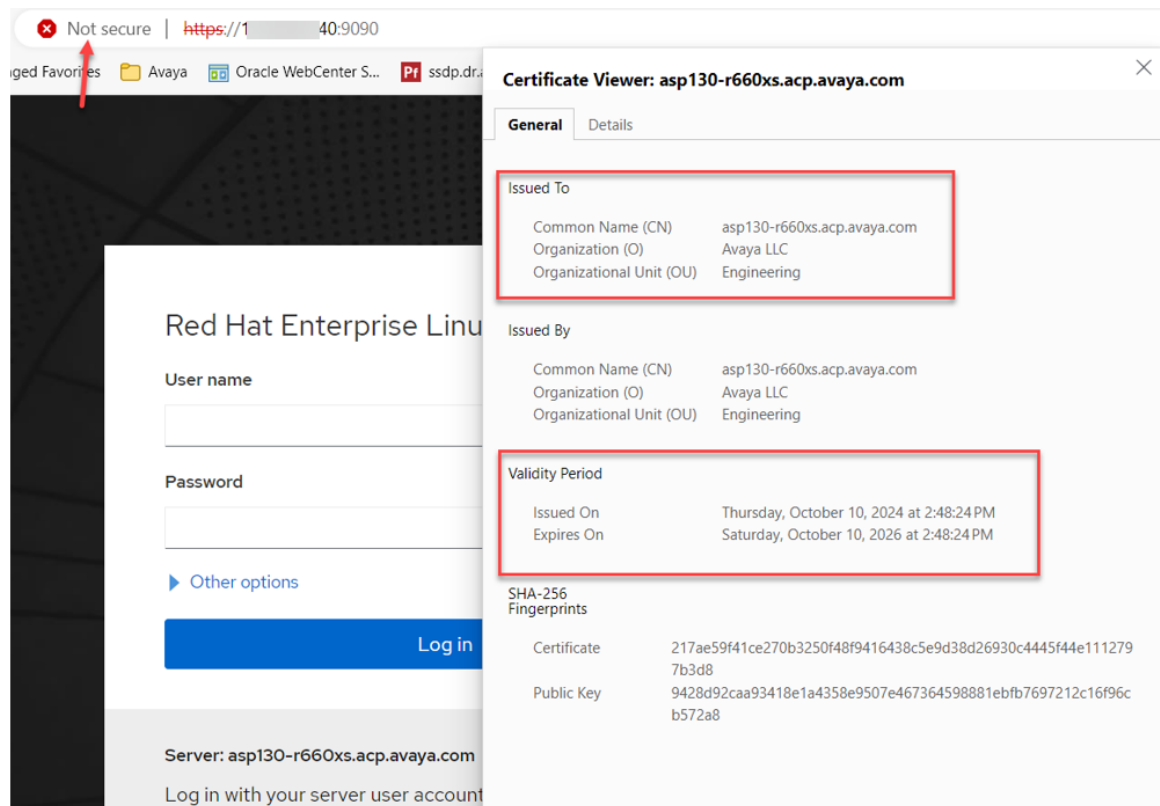 Not secure | https://1 40:9090
ged Favorites Avaya Oracle WebCenter S... Pf ssdp.dr.a
Certificate Viewer: asp130-r660xs.acp.avaya.com
General Details
Issued To
Common Name (CN) asp130-r660xs.acp.avaya.com
Organization (O) Avaya LLC
Organizational Unit (OU) Engineering
Issued By
Common Name (CN) asp130-r660xs.acp.avaya.com
Organization (O) Avaya LLC
Organizational Unit (OU) Engineering
Validity Period
Issued On Thursday, October 10, 2024 at 2:48:24 PM
Expires On Saturday, October 10, 2026 at 2:48:24 PM
SHA-256
Fingerprints
Certificate 217ae59f41ce270b3250f48f9416438c5e9d38d26930c4445f44e111279
7b3d8
Public Key 9428d92caa93418e1a4358e9507e467364598881ebfb7697212c16f96c
b572a8
Red Hat Enterprise Linu
User name
Password
Other options
Log in
Server: asp130-r660xs.acp.avaya.com
Log in with your server user account